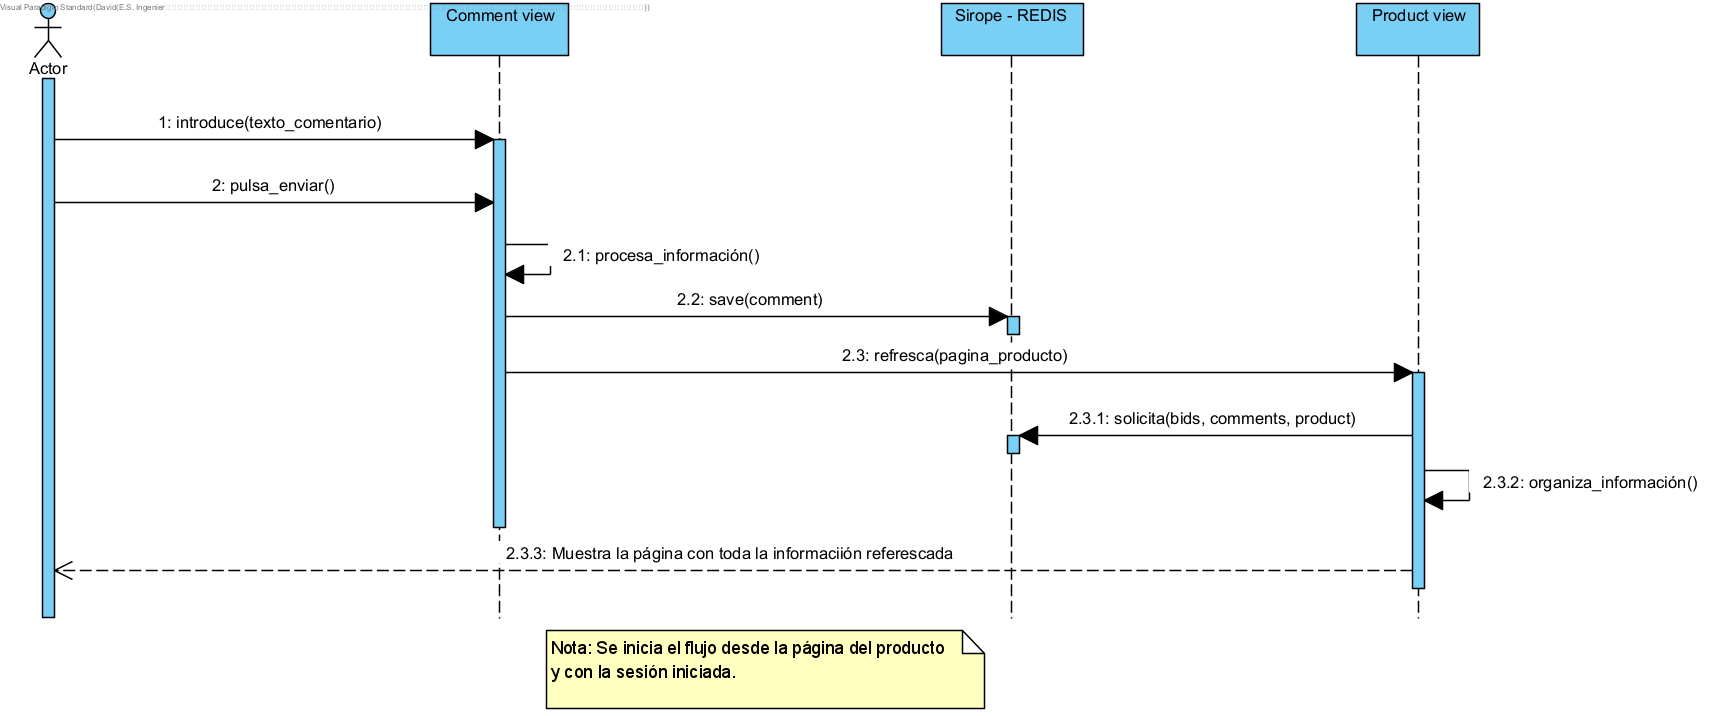 Visual Paradigm Standard(David(E.S. Ingenier
Comment view
Sirope - REDIS
Product view
Actor
1: introduce(texto_comentario)
2: pulsa_enviar()
2.1: procesa_información()
2.2: save(comment)
2.3: refresca(pagina_producto)
2.3.1: solicita(bids, comments, product)
2.3.2: organiza_información()
2.3.3: Muestra la página con toda la informaciión referescada
Nota: Se inicia el flujo desde la página del producto
y con la sesión iniciada.